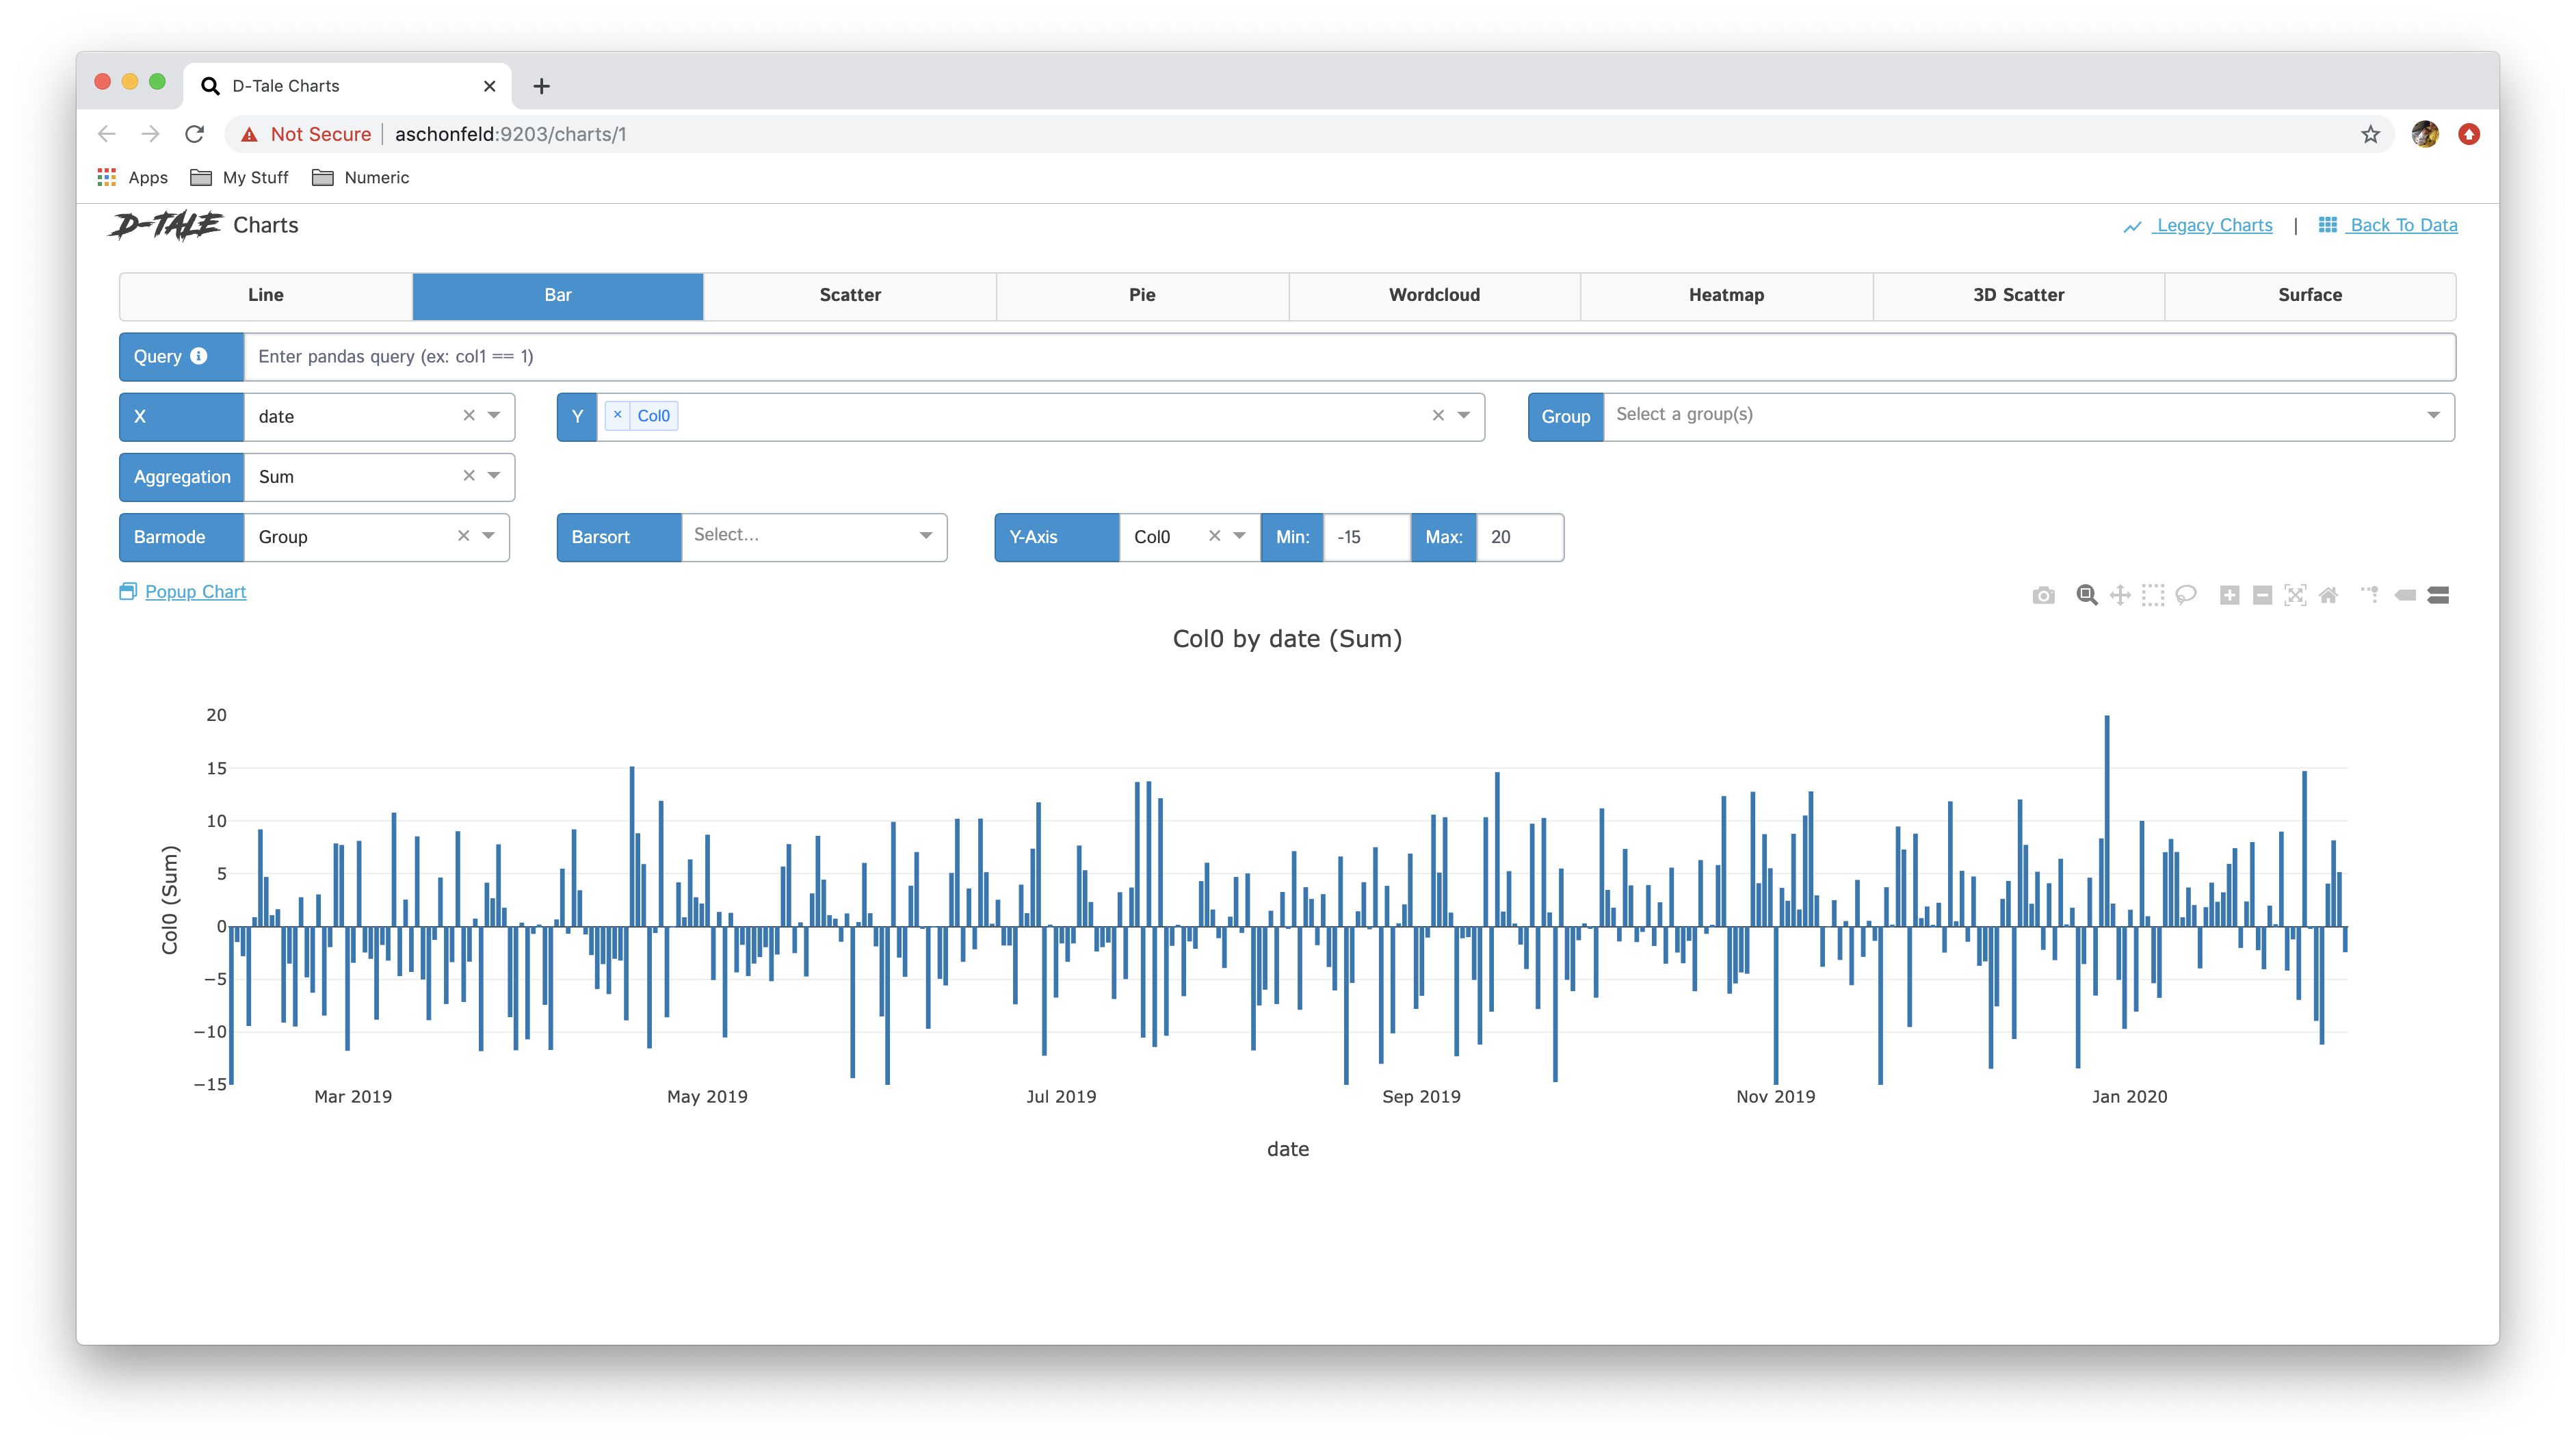 D-Tale Charts
Not Secure aschonfeld:9203/charts/1
Apps My Stuff Numeric
D-TALE Charts Legacy Charts | Back To Data
Line Bar Scatter Pie Wordcloud Heatmap 3D Scatter Surface
Query Enter pandas query (ex: col1 == 1)
X date Y × Col0 Group Select a group(s)
Aggregation Sum
Barmode Group Barsort Select... Y-Axis Col0 Min: -15 Max: 20
Popup Chart
Col0 by date (Sum)
20
15
10
5
0
−5
−10
−15
Col0 (Sum)
Mar 2019 May 2019 Jul 2019 Sep 2019 Nov 2019 Jan 2020
date